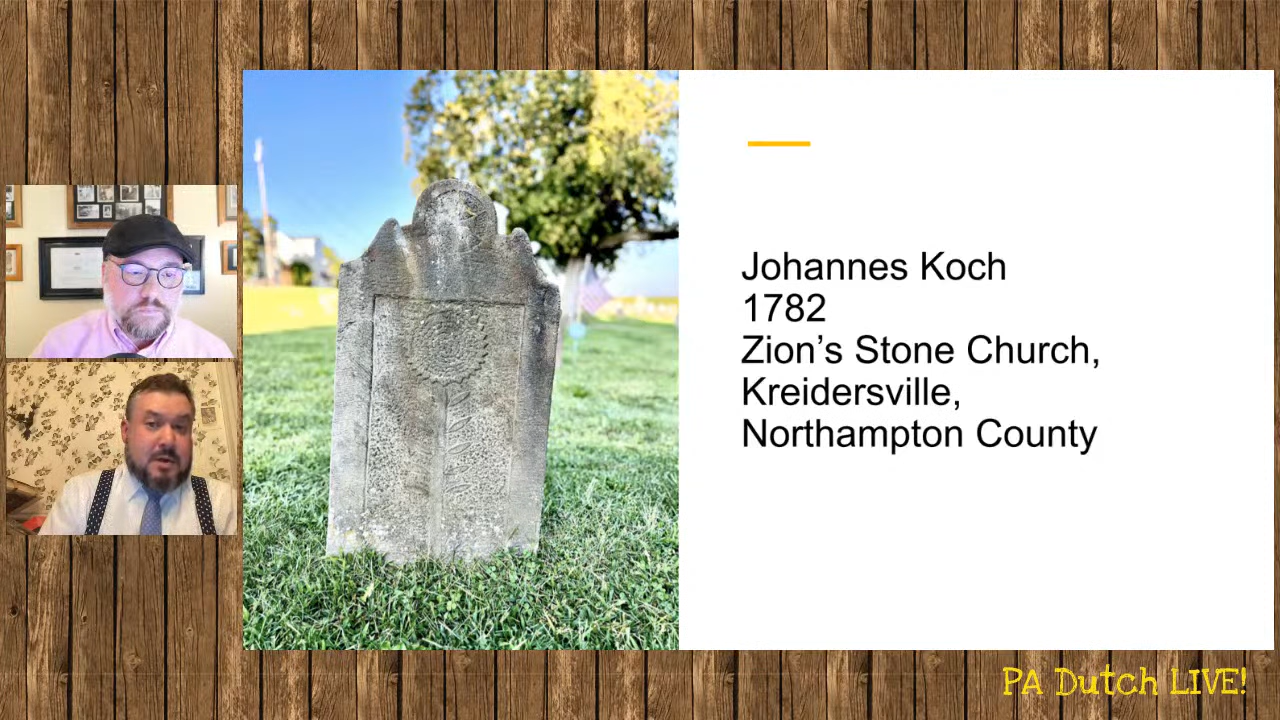 Johannes Koch
1782
Zion’s Stone Church,
Kreidersville,
Northampton County
PA Dutch LIVE!